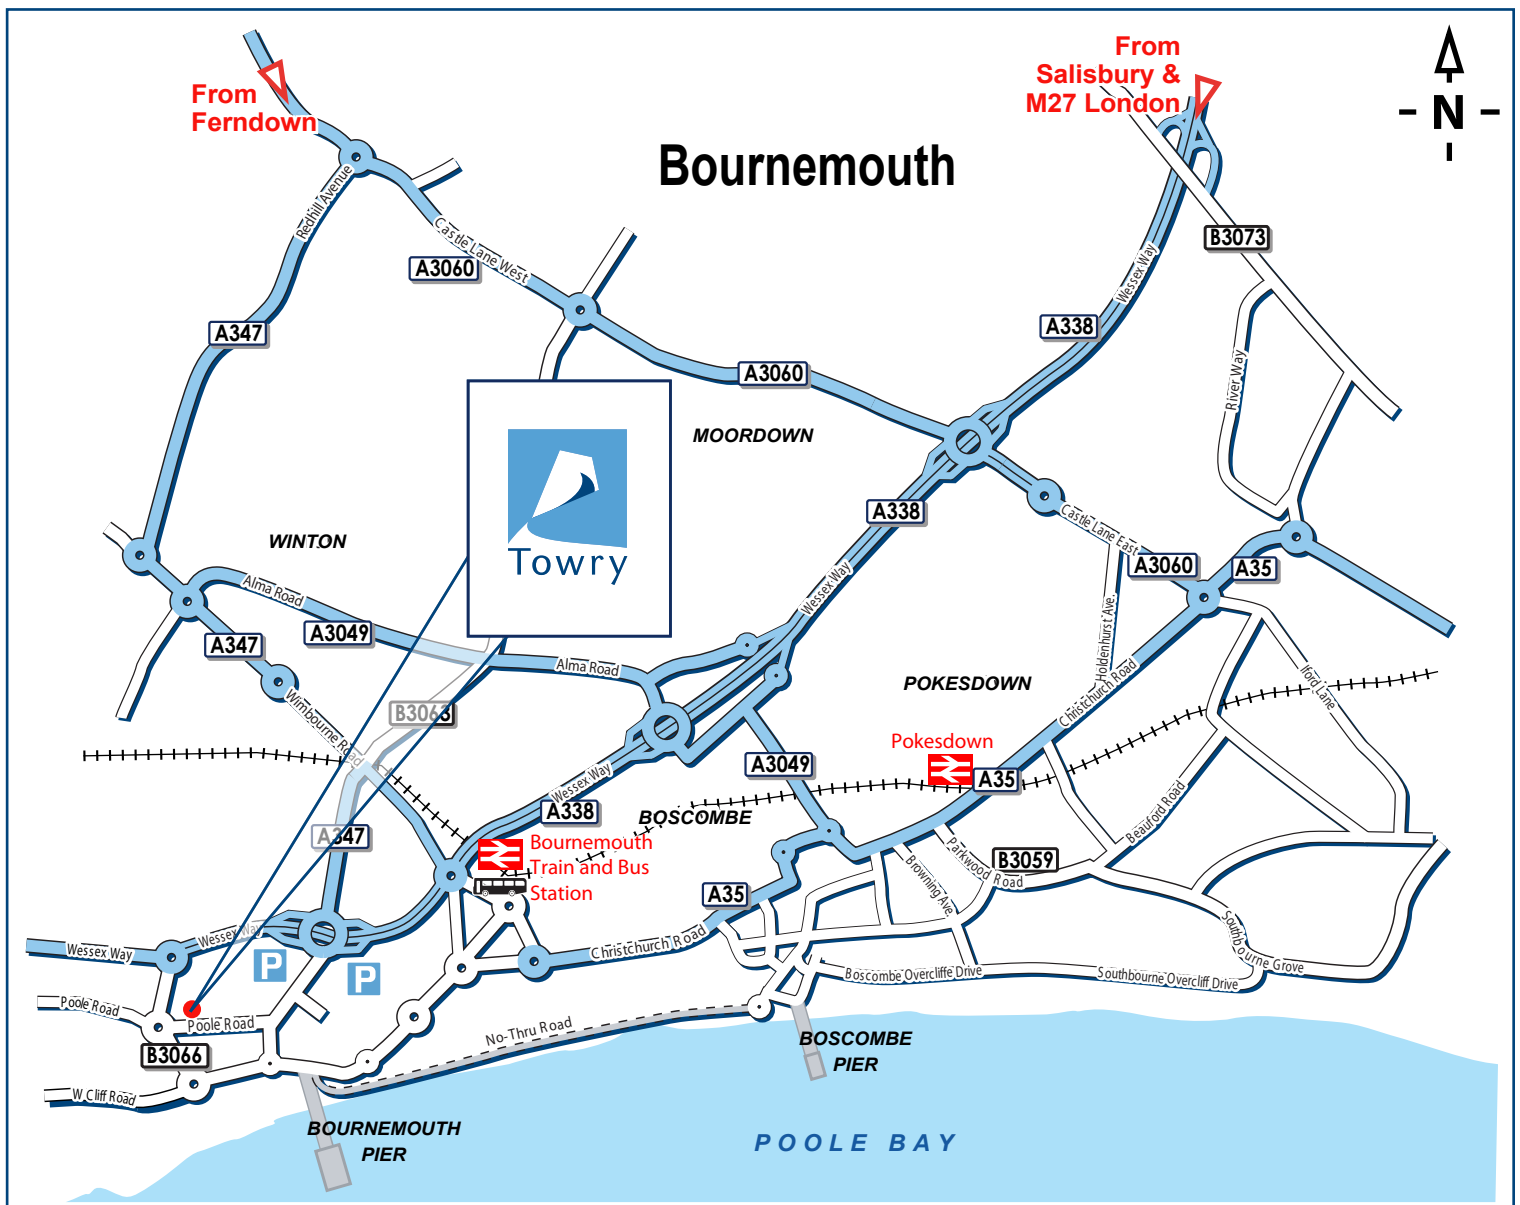 From
Ferndown
From
Salisbury &
M27 London
N
Bournemouth
Redhill Avenue
Castle Lane West
A3060
B3073
Wessex Way
A347
A338
A3060
River Way
MOORDOWN
Towry
A338
WINTON
Castle Lane East
A3060
A35
Alma Road
Wessex Way
A3049
A347
Holdenhurst Ave.
Alma Road
POKESDOWN
Christchurch Road
Iford Lane
B3063
Wimbourne Road
Pokesdown
A3049
A35
Wessex Way
A338
BOSCOMBE
Beauford Road
A347
Bournemouth
Train and Bus
Station
Parkwood Road
B3059
Browning Ave.
A35
Wessex Way
Wessex Way
Christchurch Road
Southbourne Grove
P
P
Boscombe Overcliffe Drive
Southbourne Overcliff Drive
Poole Road
Poole Road
No-Thru Road
B3066
BOSCOMBE
PIER
W Cliff Road
BOURNEMOUTH
PIER
POOLE BAY